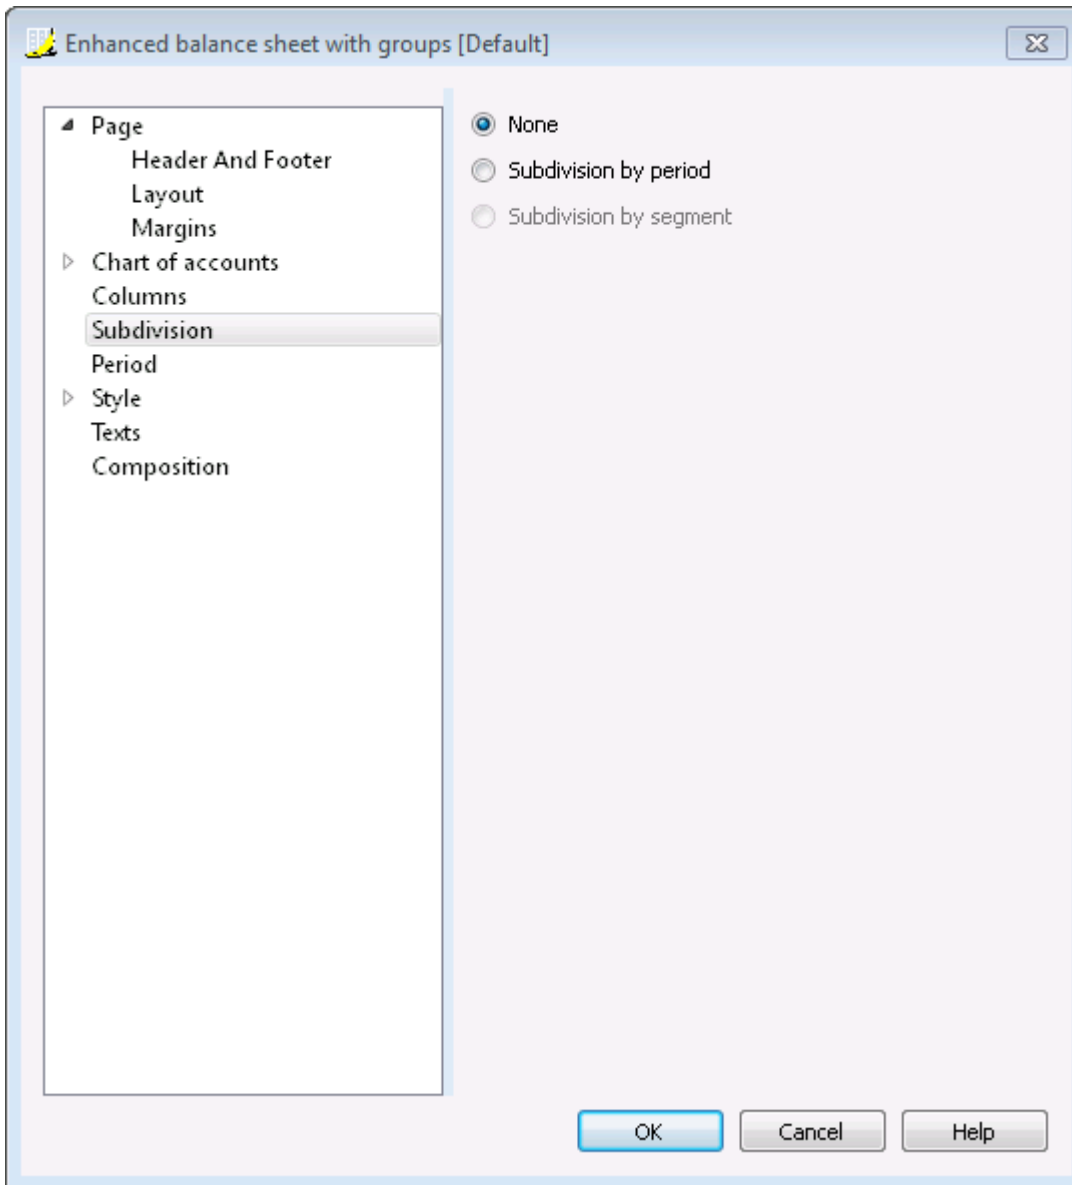 Enhanced balance sheet with groups [Default]
Page
Header And Footer
Layout
Margins
Chart of accounts
Columns
Subdivision
Period
Style
Texts
Composition
None
Subdivision by period
Subdivision by segment
OK
Cancel
Help